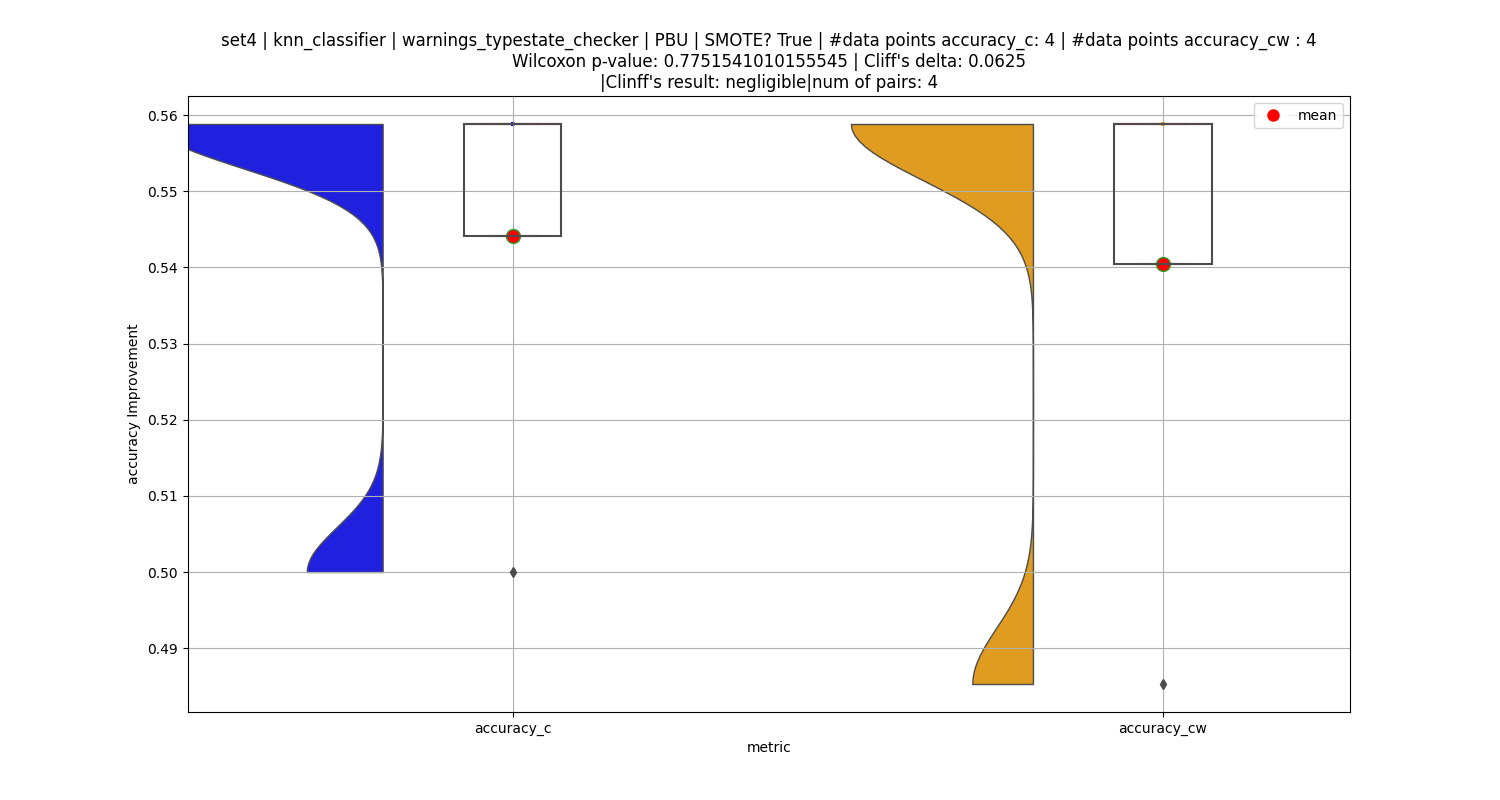 set4 | knn_classifier | warnings_typestate_checker | PBU | SMOTE? True | #data points accuracy_c: 4 | #data points accuracy_cw : 4
Wilcoxon p-value: 0.7751541010155545 | Cliff's delta: 0.0625
|Clinff's result: negligible|num of pairs: 4
mean
0.56
0.55
0.54
0.53
0.52
0.51
0.50
0.49
accuracy Improvement
accuracy_c
accuracy_cw
metric